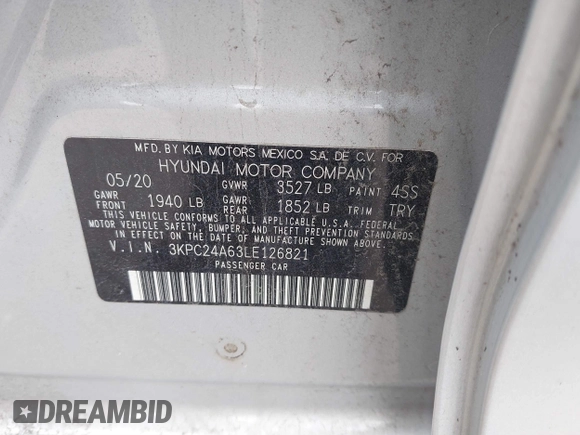 MFD. BY KIA MOTORS MEXICO S.A. DE C.V. FOR
HYUNDAI MOTOR COMPANY
05/20 GVWR 3527 LB PAINT 4SS
GAWR FRONT 1940 LB GAWR REAR 1852 LB TRIM TRY
THIS VEHICLE CONFORMS TO ALL APPLICABLE U.S.A. FEDERAL
MOTOR VEHICLE SAFETY, BUMPER, AND THEFT PREVENTION STANDARDS
IN EFFECT ON THE DATE OF MANUFACTURE SHOWN ABOVE.
V.I.N. 3KPC24A63LE126821
PASSENGER CAR
DREAMBID